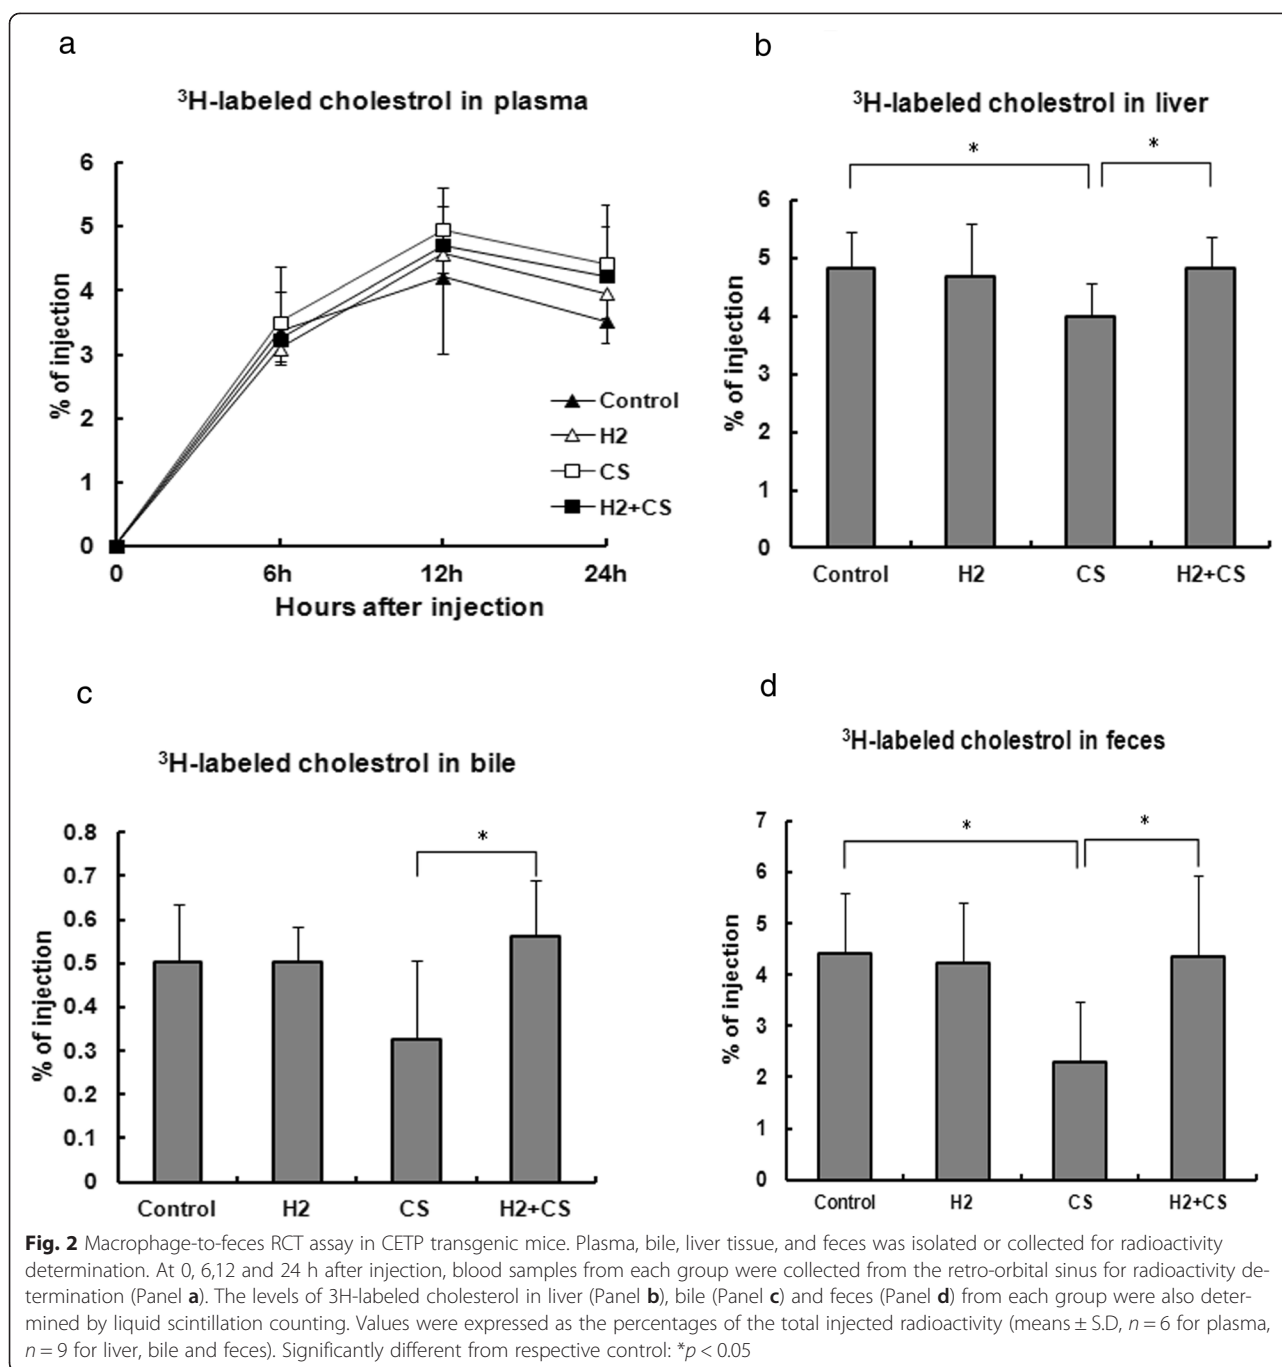 a
³H-labeled cholestrol in plasma
6
5
4
3
2
1
0
% of injection
0 6h 12h 24h
Hours after injection
Control
H2
CS
H2+CS
b
³H-labeled cholestrol in liver
* *
6
5
4
3
2
1
0
% of injection
Control H2 CS H2+CS
c
³H-labeled cholestrol in bile
*
0.8
0.7
0.6
0.5
0.4
0.3
0.2
0.1
0
% of injection
Control H2 CS H2+CS
d
³H-labeled cholestrol in feces
* *
7
6
5
4
3
2
1
0
% of injection
Control H2 CS H2+CS
Fig. 2 Macrophage-to-feces RCT assay in CETP transgenic mice. Plasma, bile, liver tissue, and feces was isolated or collected for radioactivity
determination. At 0, 6,12 and 24 h after injection, blood samples from each group were collected from the retro-orbital sinus for radioactivity de-
termination (Panel a). The levels of 3H-labeled cholesterol in liver (Panel b), bile (Panel c) and feces (Panel d) from each group were also deter-
mined by liquid scintillation counting. Values were expressed as the percentages of the total injected radioactivity (means ± S.D, n = 6 for plasma,
n = 9 for liver, bile and feces). Significantly different from respective control: *p < 0.05